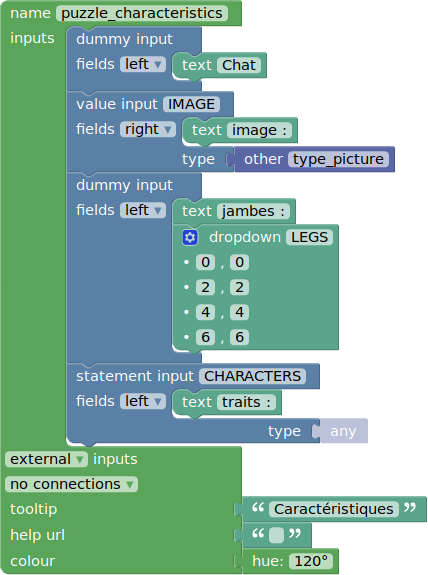 name puzzle_characteristics
inputs dummy input
fields left ▾ text Chat
value input IMAGE
fields right ▾ text image :
type other type_picture
dummy input
fields left ▾ text jambes :
dropdown LEGS
• 0 , 0
• 2 , 2
• 4 , 4
• 6 , 6
statement input CHARACTERS
fields left ▾ text traits :
type any
external ▾ inputs
no connections ▾
tooltip “ Caractéristiques ”
help url “ ”
colour hue: 120°